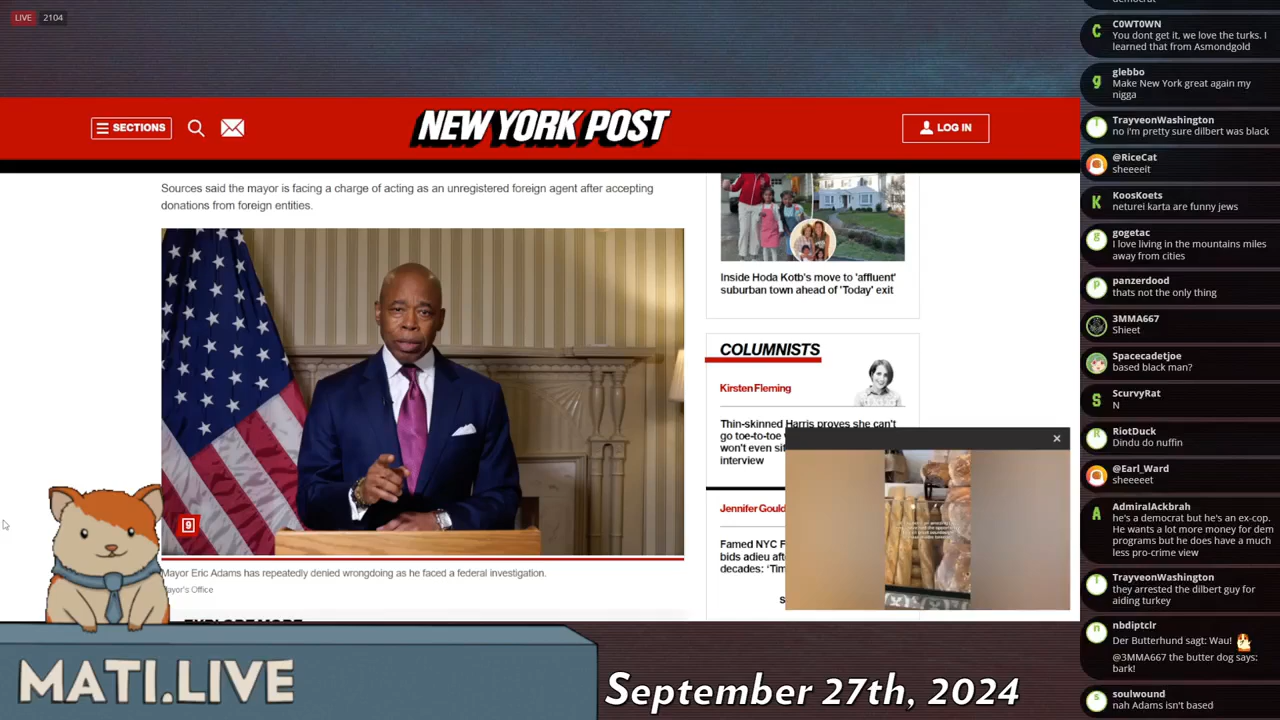 LIVE 2104
SECTIONS
NEW YORK POST
LOG IN
Sources said the mayor is facing a charge of acting as an unregistered foreign agent after accepting
donations from foreign entities.
9
Mayor Eric Adams has repeatedly denied wrongdoing as he faced a federal investigation.
ayor's Office
EXPLORE MORE
Inside Hoda Kotb's move to 'affluent'
suburban town ahead of 'Today' exit
COLUMNISTS
Kirsten Fleming
Thin-skinned Harris proves she can't
go toe-to-toe
won't even sit
interview
Jennifer Gould
Famed NYC F
bids adieu aft
decades: 'Tim
S
MATI.LIVE
September 27th, 2024
democrat
C
C0WT0WN
You dont get it, we love the turks. I
learned that from Asmondgold
g
glebbo
Make New York great again my
nigga
T
TrayveonWashington
no i'm pretty sure dilbert was black
@RiceCat
sheeeeit
K
KoosKoets
neturei karta are funny jews
g
gogetac
I love living in the mountains miles
away from cities
p
panzerdood
thats not the only thing
3MMA667
Shieet
Spacecadetjoe
based black man?
S
ScurvyRat
N
R
RiotDuck
Dindu do nuffin
@Earl_Ward
sheeeeet
A
AdmiralAckbrah
he's a democrat but he's an ex-cop.
He wants a lot more money for dem
programs but he does have a much
less pro-crime view
T
TrayveonWashington
they arrested the dilbert guy for
aiding turkey
n
nbdiptclr
Der Butterhund sagt: Wau!
@3MMA667 the butter dog says:
bark!
s
soulwound
nah Adams isn't based